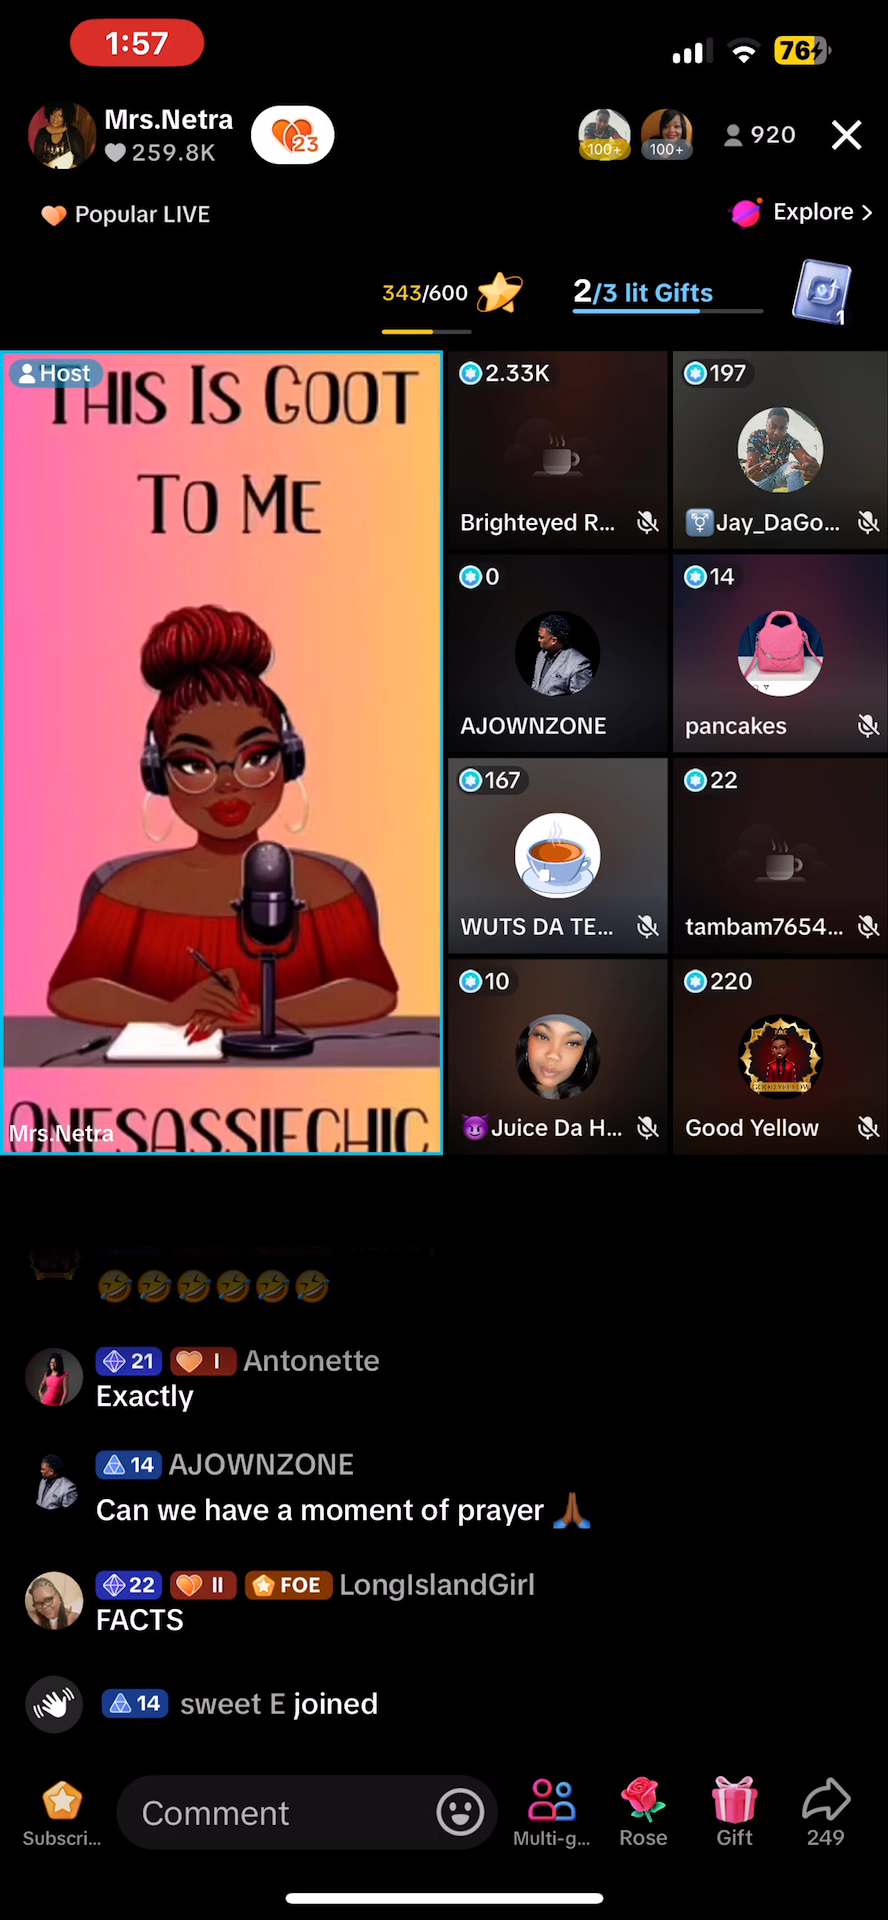 1:57
76
Mrs.Netra
259.8K
23
100+
100+
920
Popular LIVE
Explore >
343/600
2/3 lit Gifts
1
Host
THIS IS GOOT
TO ME
ONESASSIECHIC
Mrs.Netra
2.33K
Brighteyed R...
197
Jay_DaGo...
0
AJOWNZONE
14
pancakes
167
WUTS DA TE...
22
tambam7654...
10
Juice Da H...
220
GOOD YELLOW
Good Yellow
🤣🤣🤣🤣🤣🤣
21 I Antonette
Exactly
14 AJOWNZONE
Can we have a moment of prayer 🙏🏾
22 II FOE LongIslandGirl
FACTS
14 sweet E joined
Subscri...
Comment
Multi-g...
Rose
Gift
249